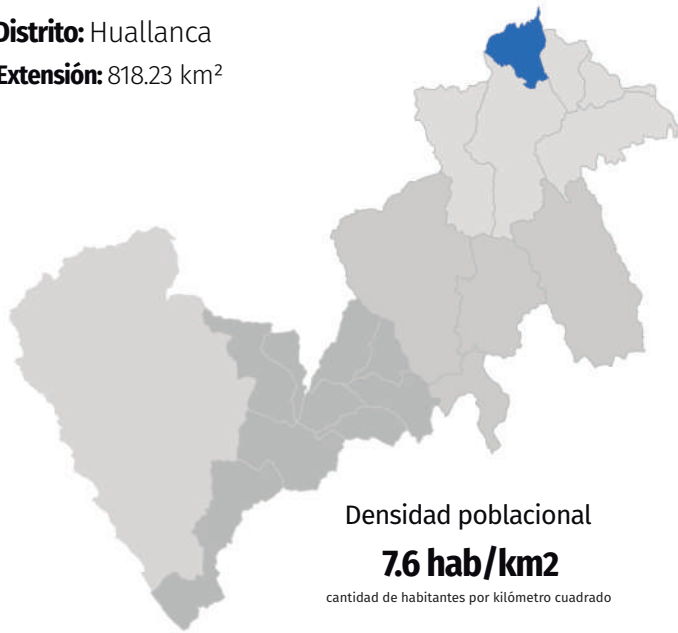 Distrito: Huallanca
Extensión: 818.23 km²
Densidad poblacional
7.6 hab/km2
cantidad de habitantes por kilómetro cuadrado